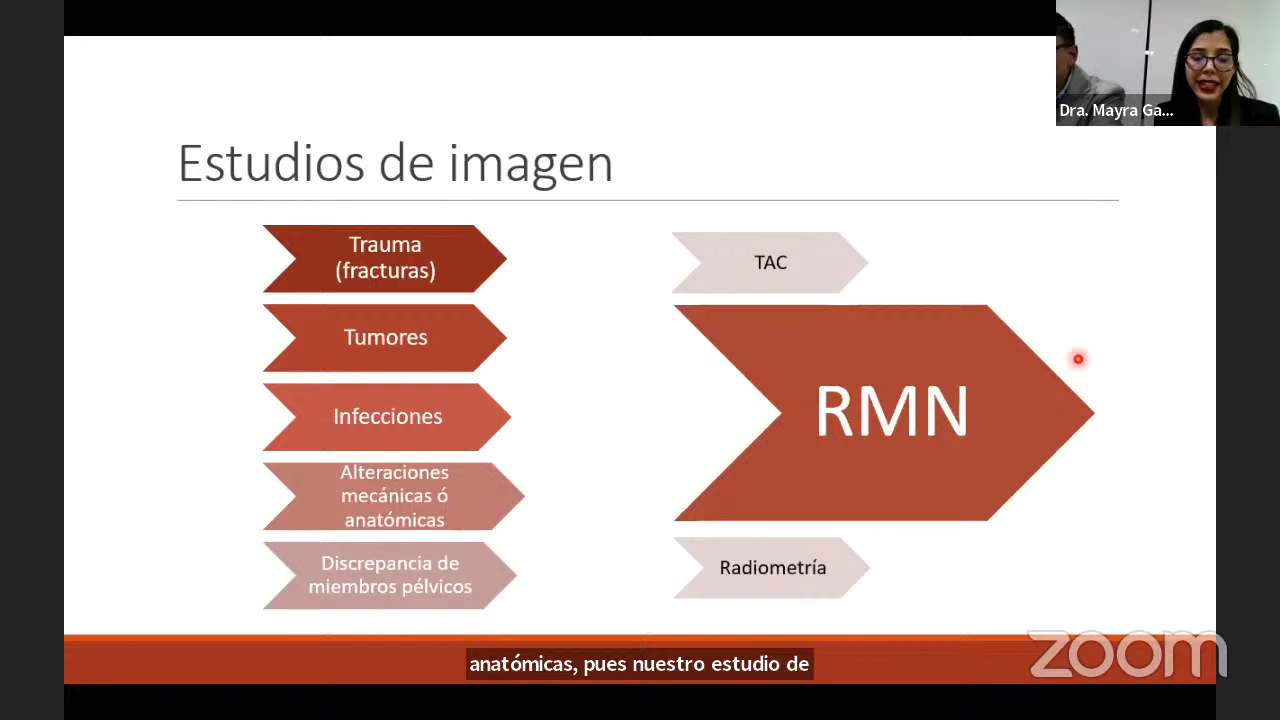 Dra. Mayra Ga...
Estudios de imagen
Trauma
(fracturas)
Tumores
Infecciones
Alteraciones
mecánicas ó
anatómicas
Discrepancia de
miembros pélvicos
TAC
RMN
Radiometría
anatómicas, pues nuestro estudio de
zoom